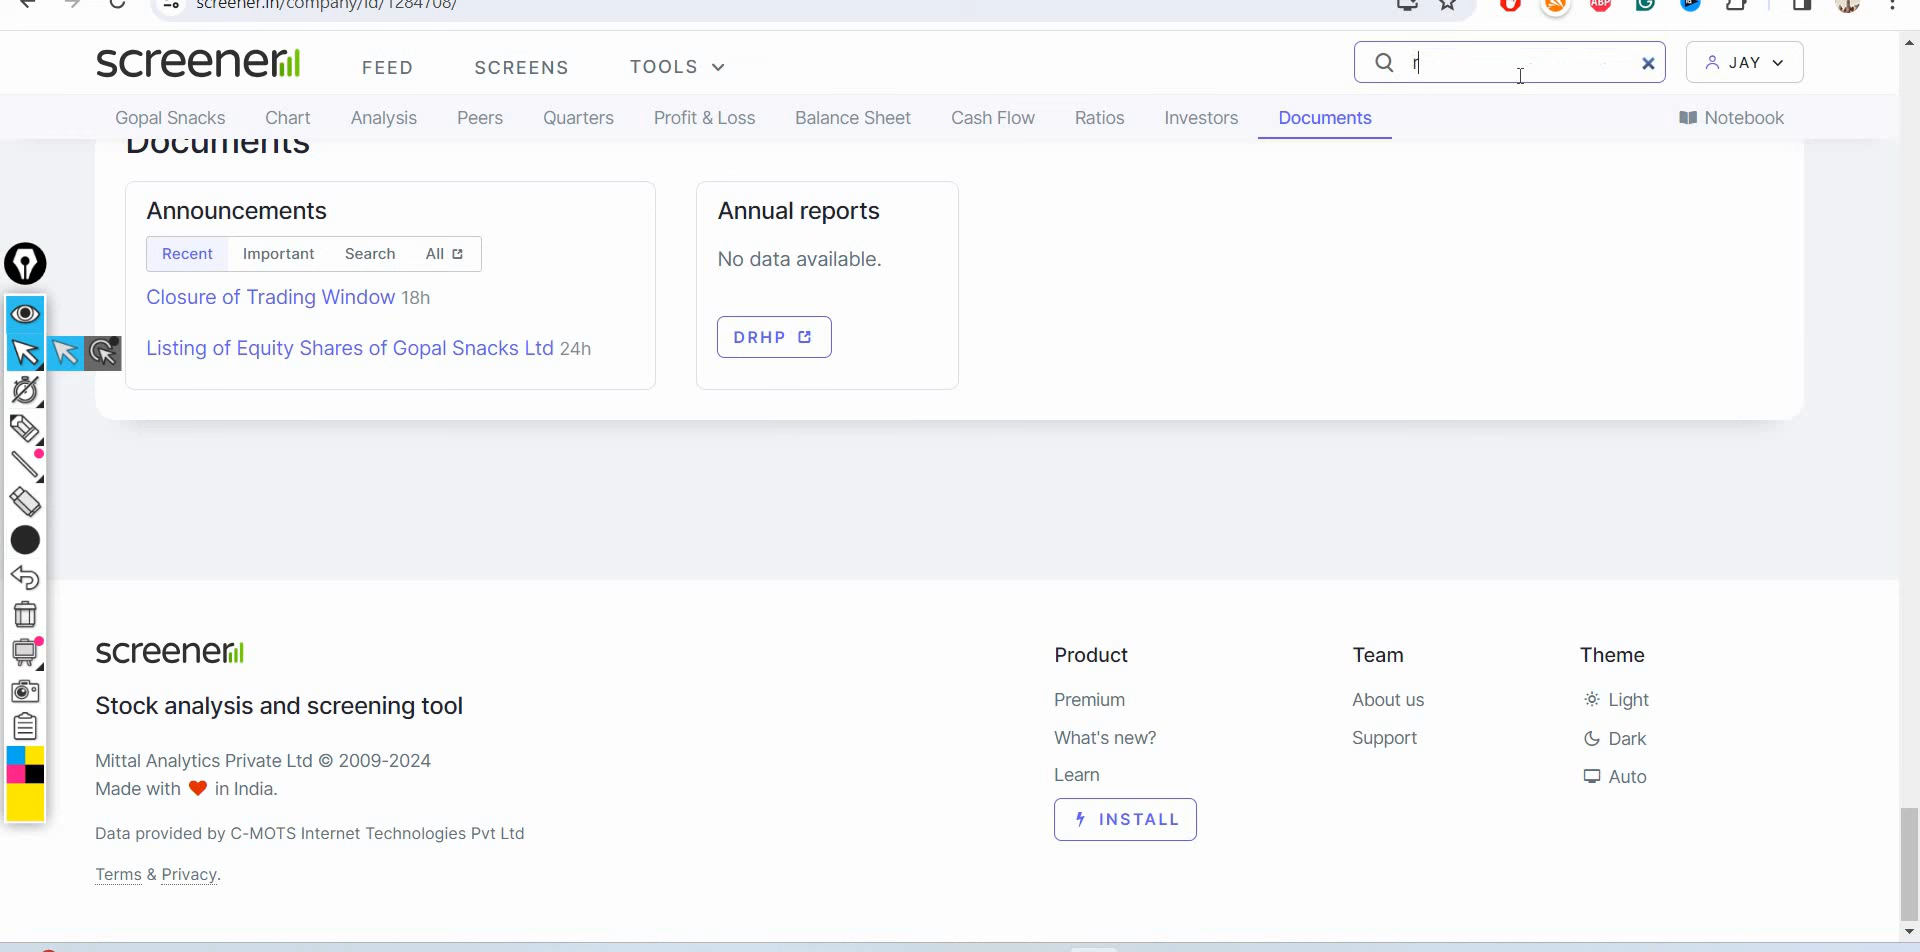 screener.in/company/id/1284708/
screener
FEED SCREENS TOOLS
r
JAY
Gopal Snacks Chart Analysis Peers Quarters Profit & Loss Balance Sheet Cash Flow Ratios Investors Documents Notebook
Documents
Announcements
Recent Important Search All
Closure of Trading Window 18h
Listing of Equity Shares of Gopal Snacks Ltd 24h
Annual reports
No data available.
DRHP
screener
Stock analysis and screening tool
Mittal Analytics Private Ltd © 2009-2024
Made with ❤ in India.
Data provided by C-MOTS Internet Technologies Pvt Ltd
Terms & Privacy.
Product
Premium
What's new?
Learn
INSTALL
Team
About us
Support
Theme
Light
Dark
Auto
ABP